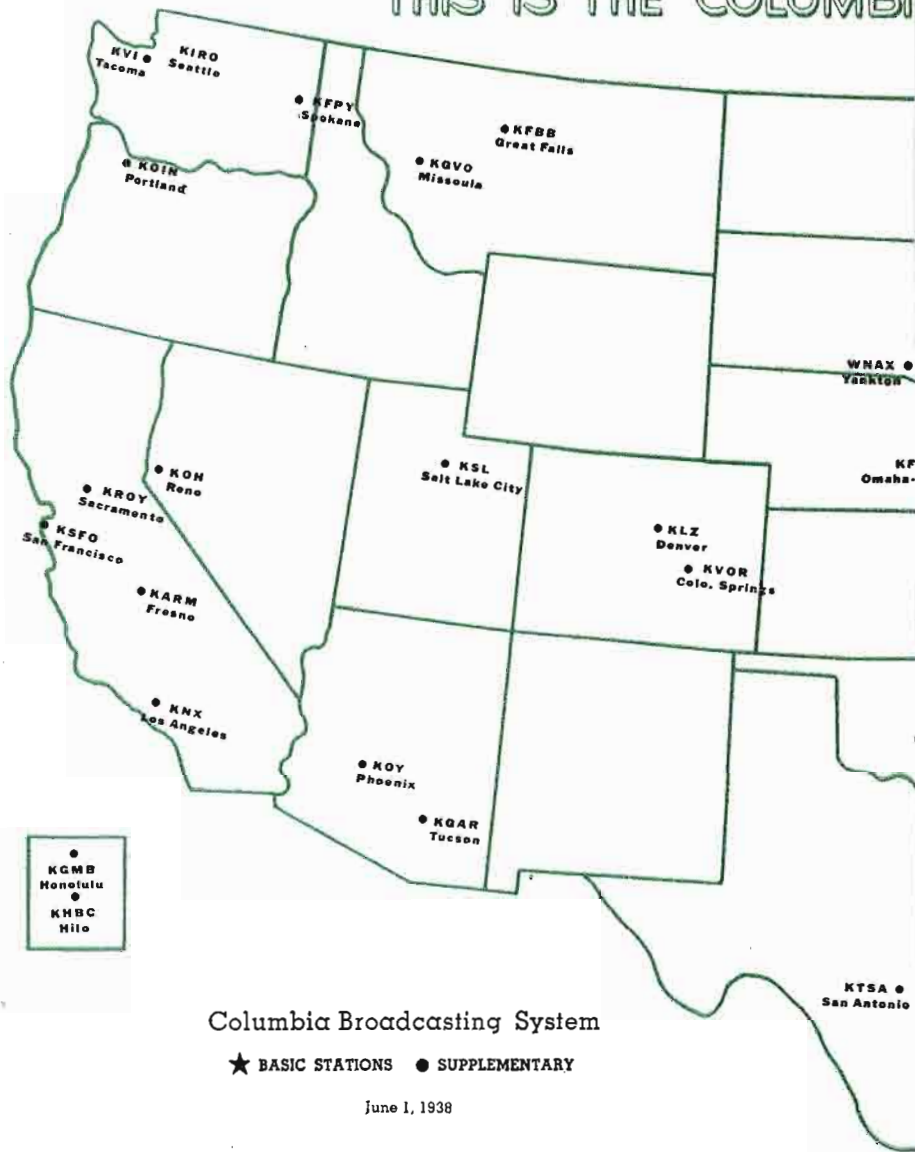 THIS IS THE COLUMBI
KVI
Tacoma
KIRO
Seattle
KFPY
Spokane
KFBB
Great Falls
KGVO
Missoula
KOIN
Portland
WNAX
Yankton
KF
Omaha-
KOH
Reno
KSL
Salt Lake City
KROY
Sacramento
KSFO
San Francisco
KLZ
Denver
KVOR
Colo. Springs
KARM
Fresno
KNX
Los Angeles
KOY
Phoenix
KGAR
Tucson
KGMB
Honolulu
KHBC
Hilo
KTSA
San Antonio
Columbia Broadcasting System
★ BASIC STATIONS ● SUPPLEMENTARY
June 1, 1938